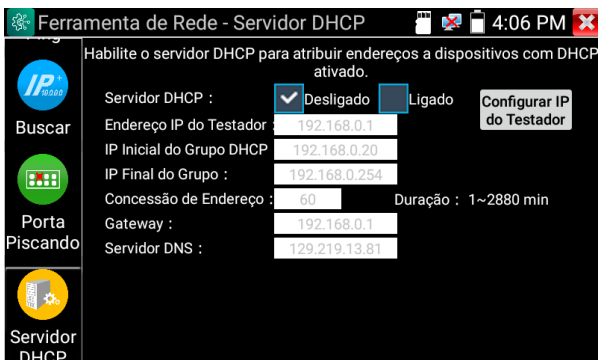 Ferramenta de Rede - Servidor DHCP
4:06 PM
Habilite o servidor DHCP para atribuir endereços a dispositivos com DHCP
ativado.
IP
Buscar
Servidor DHCP :
Desligado
Ligado
Configurar IP
do Testador
Endereço IP do Testador :
192.168.0.1
IP Inicial do Grupo DHCP
192.168.0.20
IP Final do Grupo :
192.168.0.254
Concessão de Endereço :
60
Duração : 1~2880 min
Gateway :
192.168.0.1
Servidor DNS :
129.219.13.81
Porta
Piscando
Servidor
DHCP